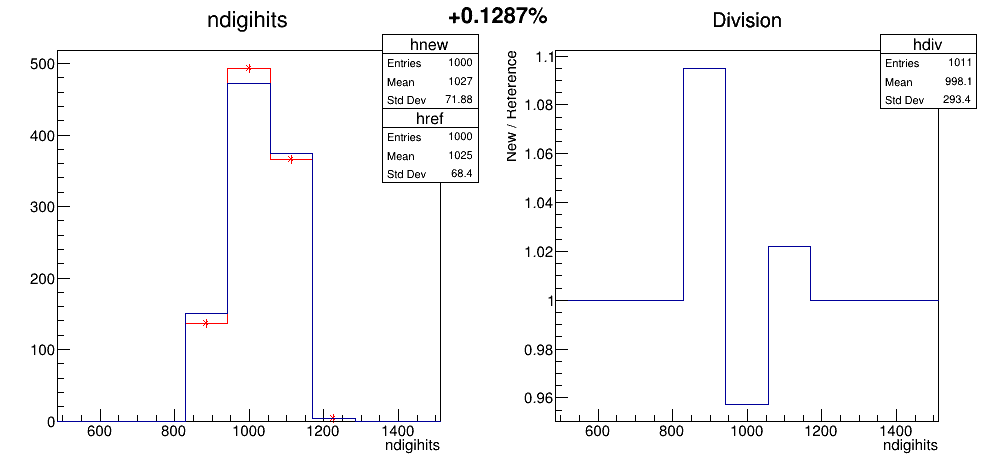 +0.1287%
ndigihits
hnew
Entries 1000
Mean 1027
Std Dev 71.88
href
Entries 1000
Mean 1025
Std Dev 68.4
500
400
300
200
100
0
600 800 1000 1200 1400
ndigihits
Division
hdiv
Entries 1011
Mean 998.1
Std Dev 293.4
New / Reference
1.1
1.08
1.06
1.04
1.02
1
0.98
0.96
600 800 1000 1200 1400
ndigihits